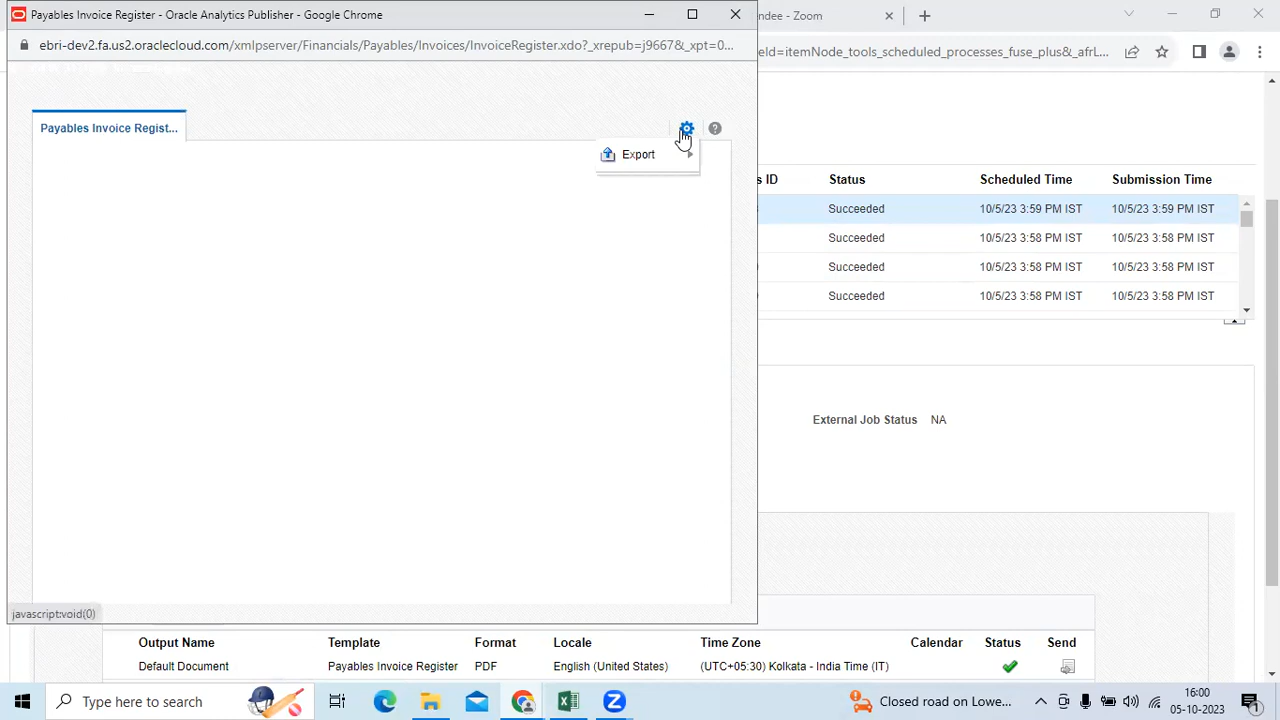 Payables Invoice Register - Oracle Analytics Publisher - Google Chrome
ndee - Zoom
ebri-dev2.fa.us2.oraclecloud.com/xmlpserver/Financials/Payables/Invoices/InvoiceRegister.xdo?_xrepub=j9667&_xpt=0...
eld=itemNode_tools_scheduled_processes_fuse_plus&_afrL...
Payables Invoice Regist...
Export
s ID Status Scheduled Time Submission Time
Succeeded 10/5/23 3:59 PM IST 10/5/23 3:59 PM IST
Succeeded 10/5/23 3:58 PM IST 10/5/23 3:58 PM IST
Succeeded 10/5/23 3:58 PM IST 10/5/23 3:58 PM IST
Succeeded 10/5/23 3:58 PM IST 10/5/23 3:58 PM IST
External Job Status NA
javascript:void(0)
Output Name Template Format Locale Time Zone Calendar Status Send
Default Document Payables Invoice Register PDF English (United States) (UTC+05:30) Kolkata - India Time (IT)
Type here to search
Closed road on Lowe...
16:00
05-10-2023
1